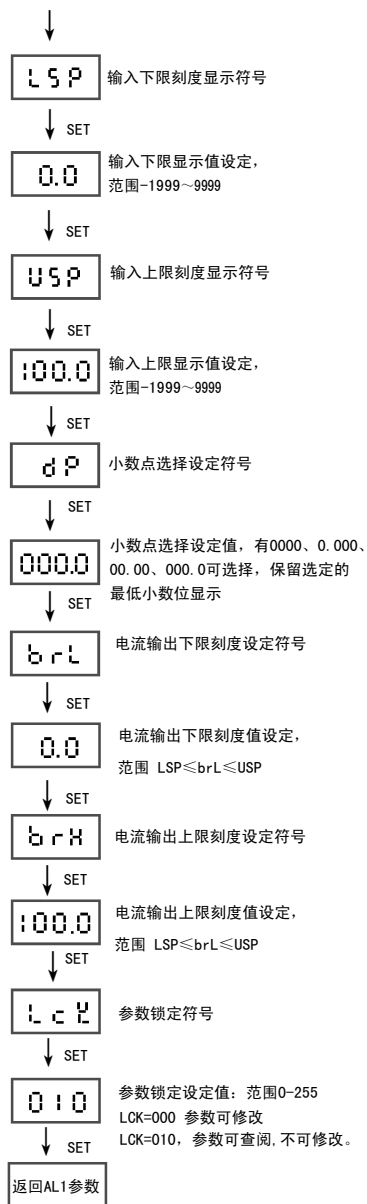 LSP
输入下限刻度显示符号
SET
0.0
输入下限显示值设定，
范围-1999～9999
SET
USP
输入上限刻度显示符号
SET
100.0
输入上限显示值设定，
范围-1999～9999
SET
dP
小数点选择设定符号
SET
000.0
小数点选择设定值，有0000、0.000、
00.00、000.0可选择，保留选定的
最低小数位显示
SET
brL
电流输出下限刻度设定符号
SET
0.0
电流输出下限刻度值设定，
范围 LSP≤brL≤USP
SET
brH
电流输出上限刻度设定符号
SET
100.0
电流输出上限刻度值设定，
范围 LSP≤brL≤USP
SET
LcK
参数锁定符号
SET
010
参数锁定设定值：范围0-255
LCK=000 参数可修改
LCK=010，参数可查阅,不可修改。
SET
返回AL1参数